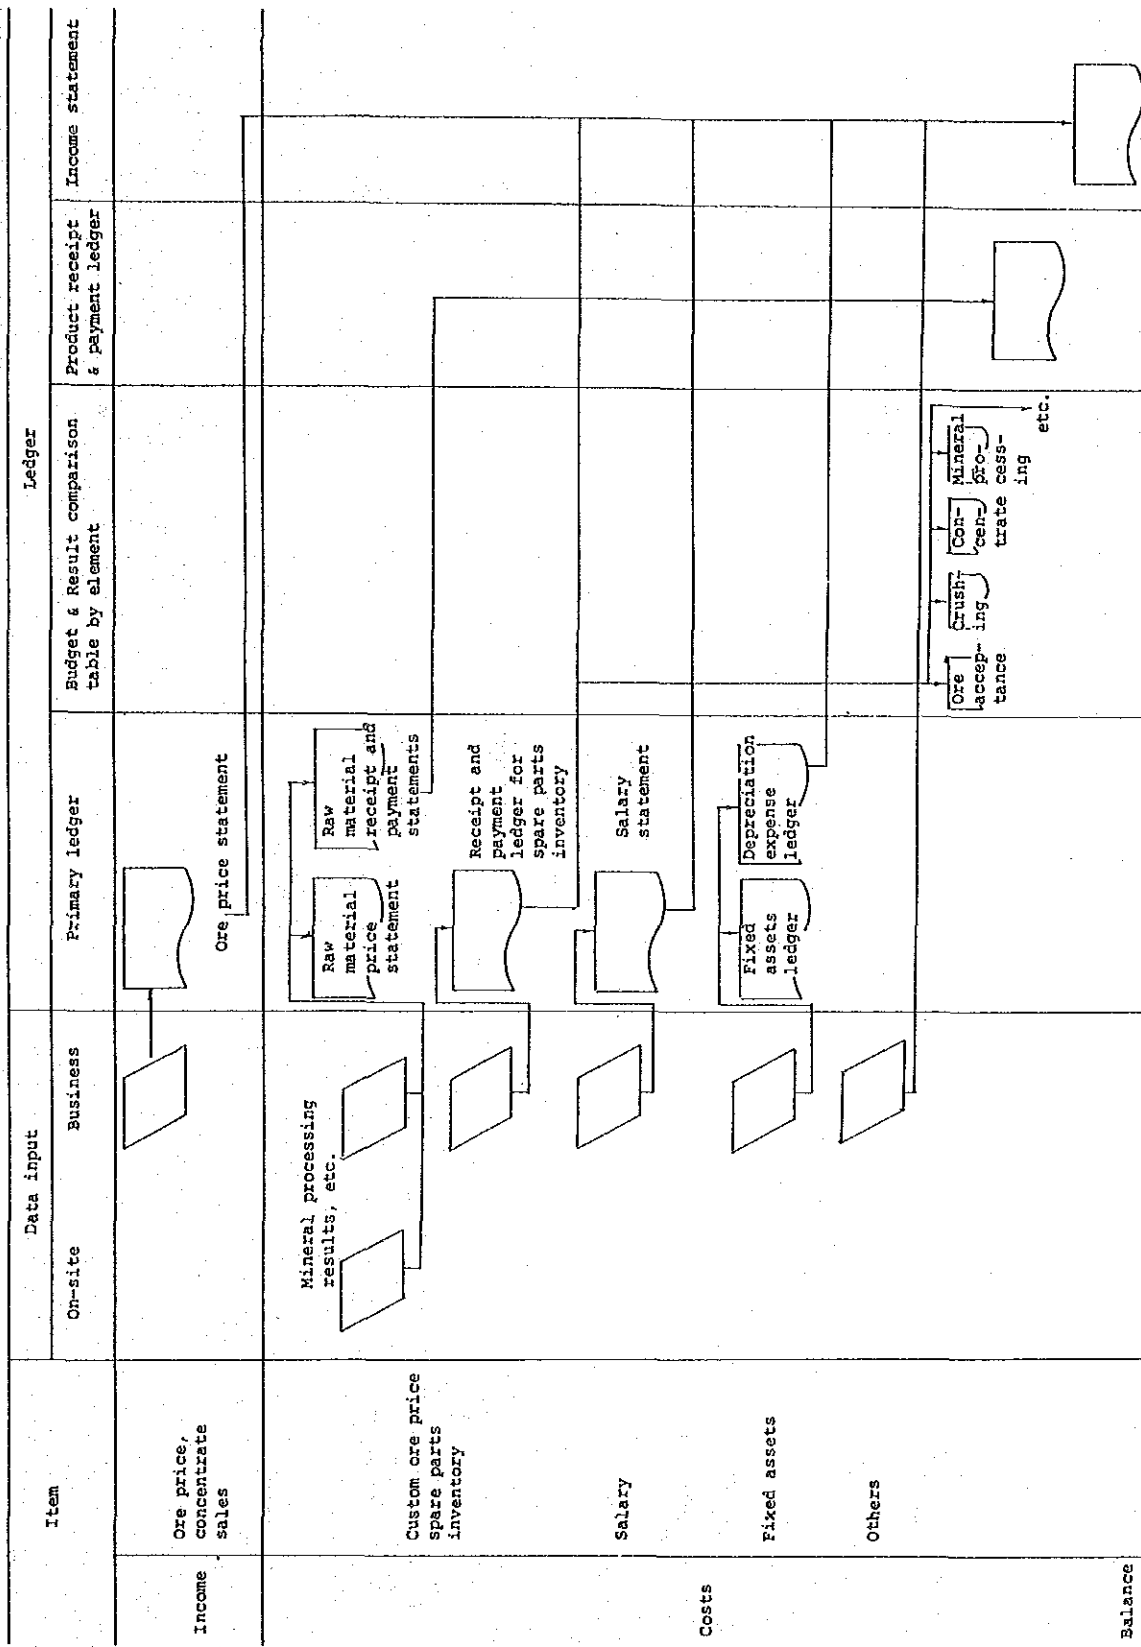 Item
Data input
Ledger
On-site
Business
Primary ledger
Budget & Result comparison
table by element
Product receipt
& payment ledger
Income statement
Income
Ore price,
concentrate
sales
Ore price statement
Costs
Custom ore price
spare parts
inventory
Mineral processing
results, etc.
Raw
material
price
statement
Raw
material
receipt and
payment
statements
Receipt and
payment
ledger for
spare parts
inventory
Salary
Salary
statement
Fixed assets
Fixed
assets
ledger
Depreciation
expense
ledger
Others
Ore
accep-
tance
Crush-
ing
Con-
cen-
trate
Mineral
pro-
cess-
ing
etc.
Balance